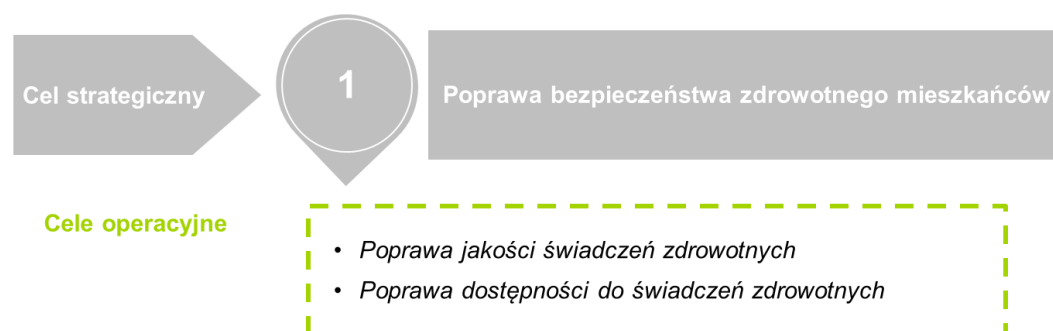 Cel strategiczny
1
Poprawa bezpieczeństwa zdrowotnego mieszkańców
Cele operacyjne
• Poprawa jakości świadczeń zdrowotnych
• Poprawa dostępności do świadczeń zdrowotnych